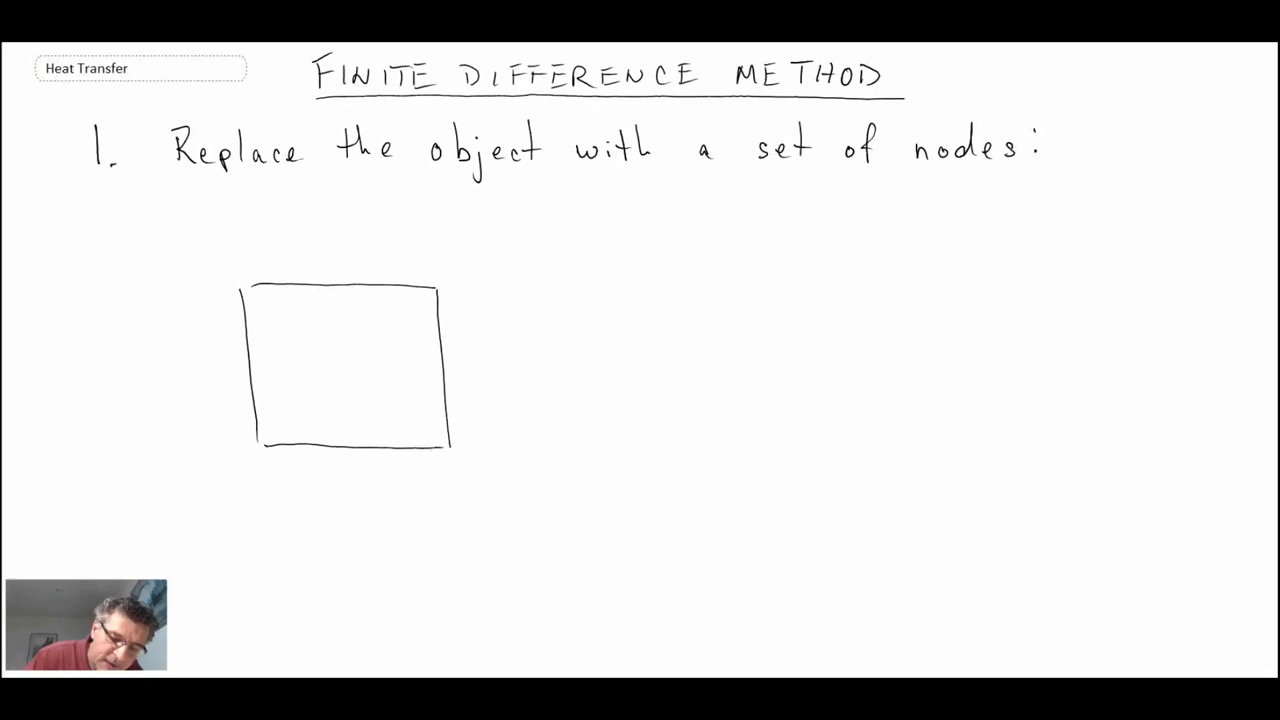 Heat Transfer
FINITE DIFFERENCE METHOD
1. Replace the object with a set of nodes: